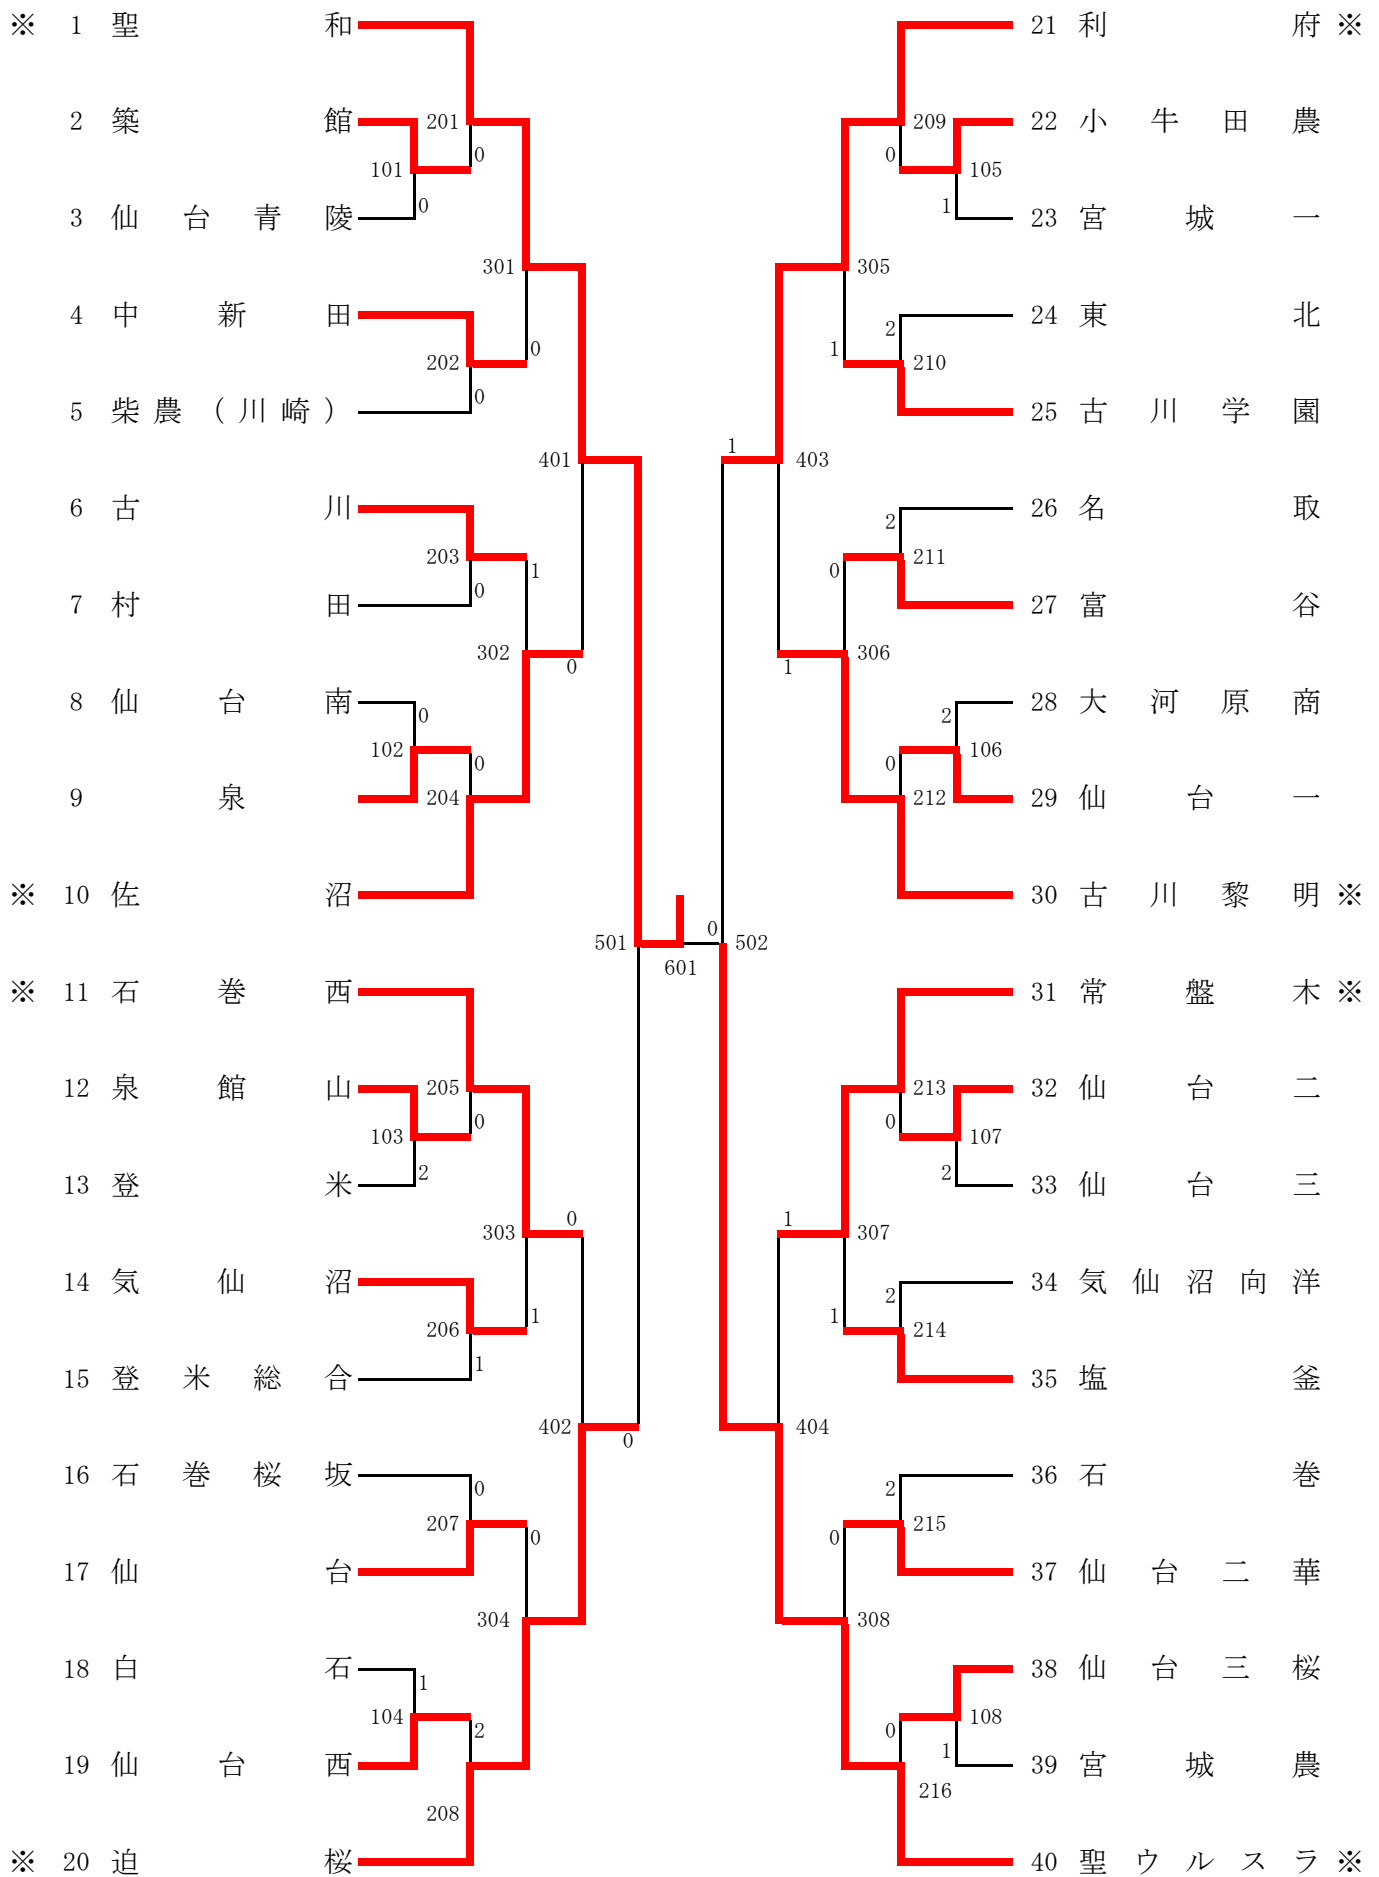 ※ 1 聖和
2 築館
3 仙台青陵
4 中新田
5 柴農（川崎）
6 古川
7 村田
8 仙台南
9 泉
※ 10 佐沼
※ 11 石巻西
12 泉館山
13 登米
14 気仙沼
15 登米総合
16 石巻桜坂
17 仙台
18 白石
19 仙台西
※ 20 迫桜
201
0
101
0
301
202
0
0
401
203
1
0
302
0
0
102
0
204
501
601
205
0
103
2
303
0
206
1
1
402
0
0
207
0
304
1
104
2
208
21 利府 ※
22 小牛田農
23 宮城一
24 東北
25 古川学園
26 名取
27 富谷
28 大河原商
29 仙台一
30 古川黎明 ※
31 常盤木 ※
32 仙台二
33 仙台三
34 気仙沼向洋
35 塩釜
36 石巻
37 仙台二華
38 仙台三桜
39 宮城農
40 聖ウルスラ ※
209
0
105
1
305
2
1
210
1
403
2
0
211
1
306
2
0
106
212
0
502
213
0
107
2
1
307
2
1
214
404
2
0
215
308
0
108
1
216